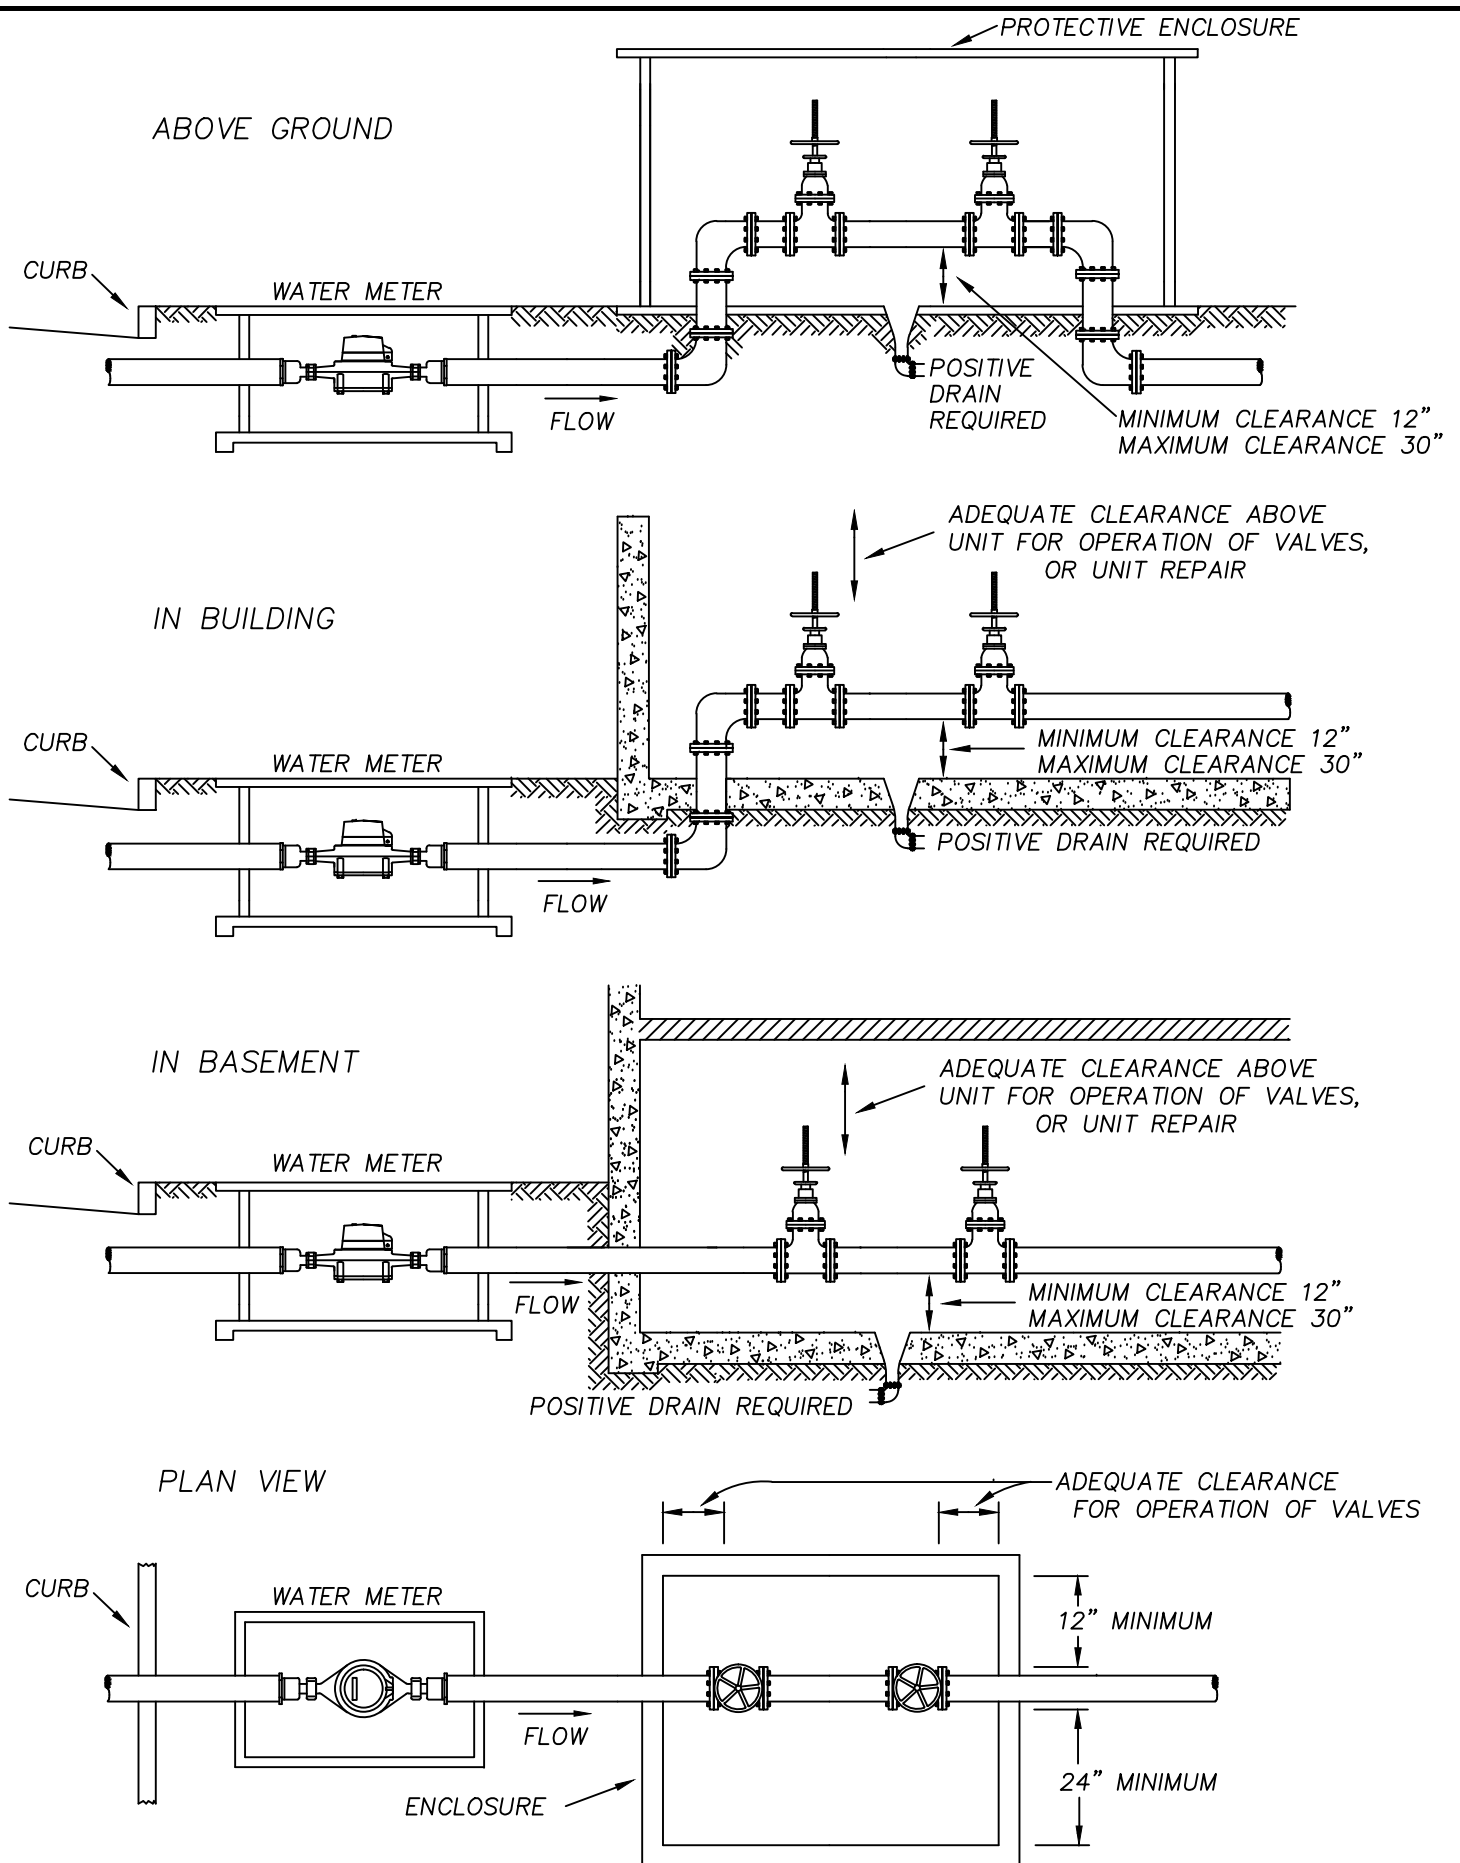 PROTECTIVE ENCLOSURE
ABOVE GROUND
CURB
WATER METER
FLOW
POSITIVE
DRAIN
REQUIRED
MINIMUM CLEARANCE 12”
MAXIMUM CLEARANCE 30”
IN BUILDING
ADEQUATE CLEARANCE ABOVE
UNIT FOR OPERATION OF VALVES,
OR UNIT REPAIR
CURB
WATER METER
MINIMUM CLEARANCE 12”
MAXIMUM CLEARANCE 30”
POSITIVE DRAIN REQUIRED
FLOW
IN BASEMENT
ADEQUATE CLEARANCE ABOVE
UNIT FOR OPERATION OF VALVES,
OR UNIT REPAIR
CURB
WATER METER
FLOW
MINIMUM CLEARANCE 12”
MAXIMUM CLEARANCE 30”
POSITIVE DRAIN REQUIRED
PLAN VIEW
ADEQUATE CLEARANCE
FOR OPERATION OF VALVES
CURB
WATER METER
12” MINIMUM
FLOW
24” MINIMUM
ENCLOSURE